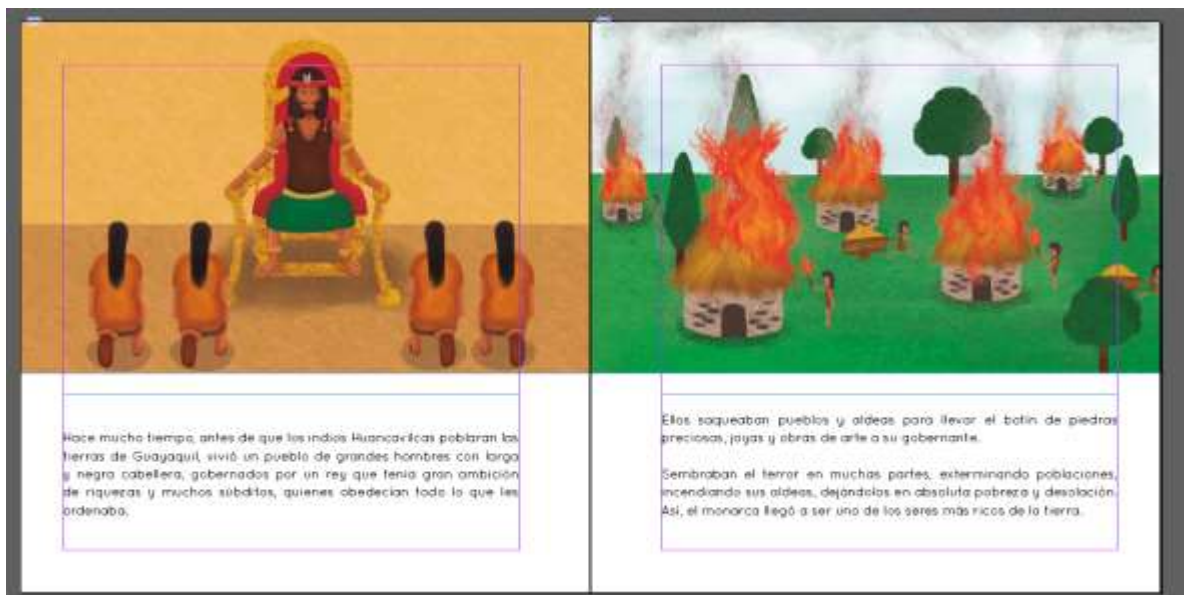 Hace mucho tiempo, antes de que los indios Huancavilcas poblaran las
tierras de Guayaquil, vivió un pueblo de grandes hombres con larga
y negra cabellera, gobernados por un rey que tenía gran ambición
de riquezas y muchos súbditos, quienes obedecían todo lo que les
ordenaba.
Ellos saqueaban pueblos y aldeas para llevar el botín de piedras
preciosas, joyas y obras de arte a su gobernante.
Sembraban el terror en muchas partes, exterminando poblaciones,
incendiando sus aldeas, dejándolos en absoluta pobreza y desolación.
Así, el monarca llegó a ser uno de los seres más ricos de la tierra.